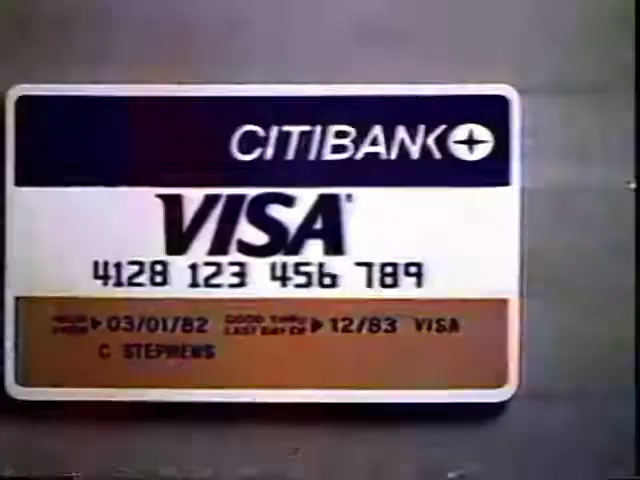 CITIBANK
VISA
4128 123 456 789
03/01/82 GOOD THRU LAST DAY OF 12/83 VISA
C STEPHENS